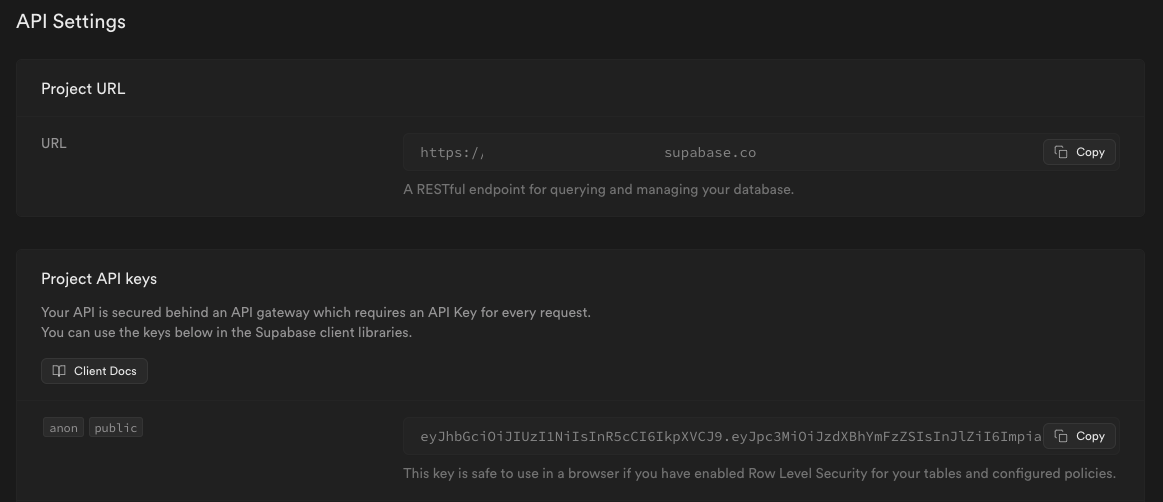 API Settings
Project URL
URL
https:/, supabase.co
Copy
A RESTful endpoint for querying and managing your database.
Project API keys
Your API is secured behind an API gateway which requires an API Key for every request.
You can use the keys below in the Supabase client libraries.
Client Docs
anon public
eyJhbGciOiJIUzI1NiIsInR5cCI6IkpXVCJ9.eyJpc3MiOiJzdXBhYmFzZSIsInJlZiI6Impia
Copy
This key is safe to use in a browser if you have enabled Row Level Security for your tables and configured policies.